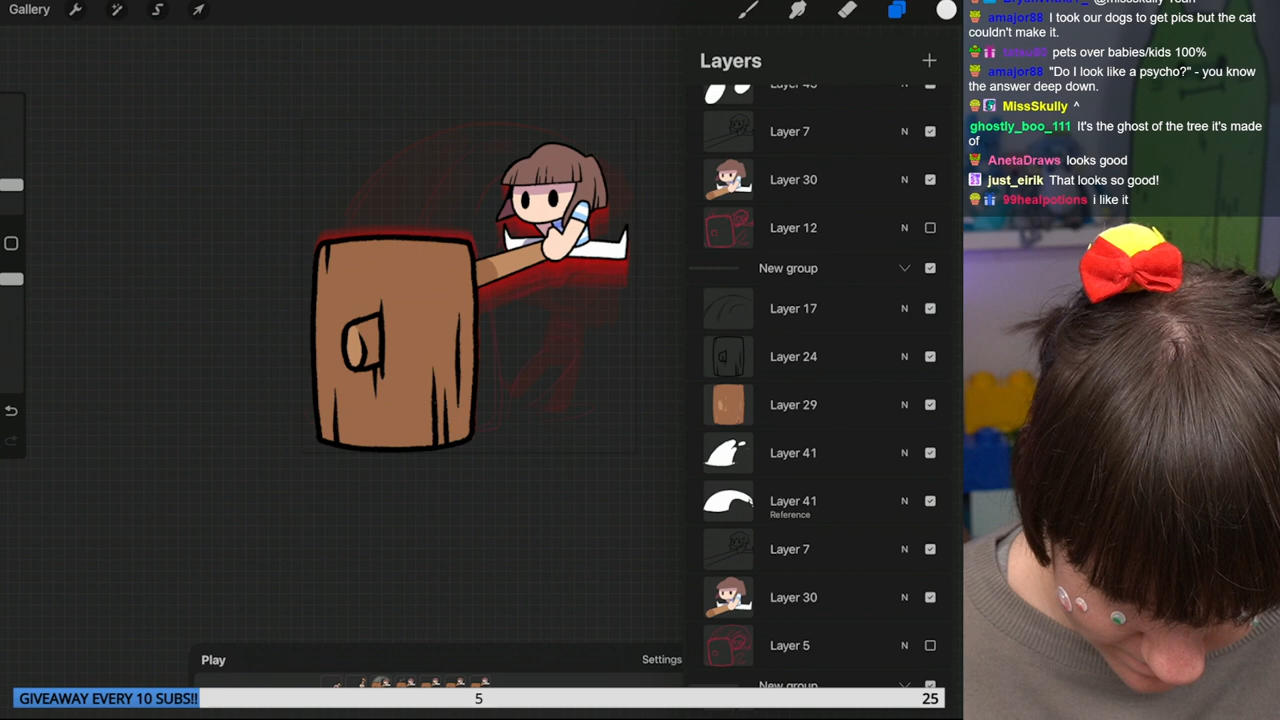 Gallery
Layers
Layer 7 N
Layer 30 N
Layer 12 N
New group
Layer 17 N
Layer 24 N
Layer 29 N
Layer 41 N
Layer 41 N
Reference
Layer 7 N
Layer 30 N
Layer 5 N
New group
Play
Settings
GIVEAWAY EVERY 10 SUBS!! 5 25
amajor88 I took our dogs to get pics but the cat
couldn't make it.
pets over babies/kids 100%
amajor88 "Do I look like a psycho?" - you know
the answer deep down.
MissSkully ^
ghostly_boo_111 It's the ghost of the tree it's made
of
AnetaDraws looks good
just_eirik That looks so good!
99healpotions i like it